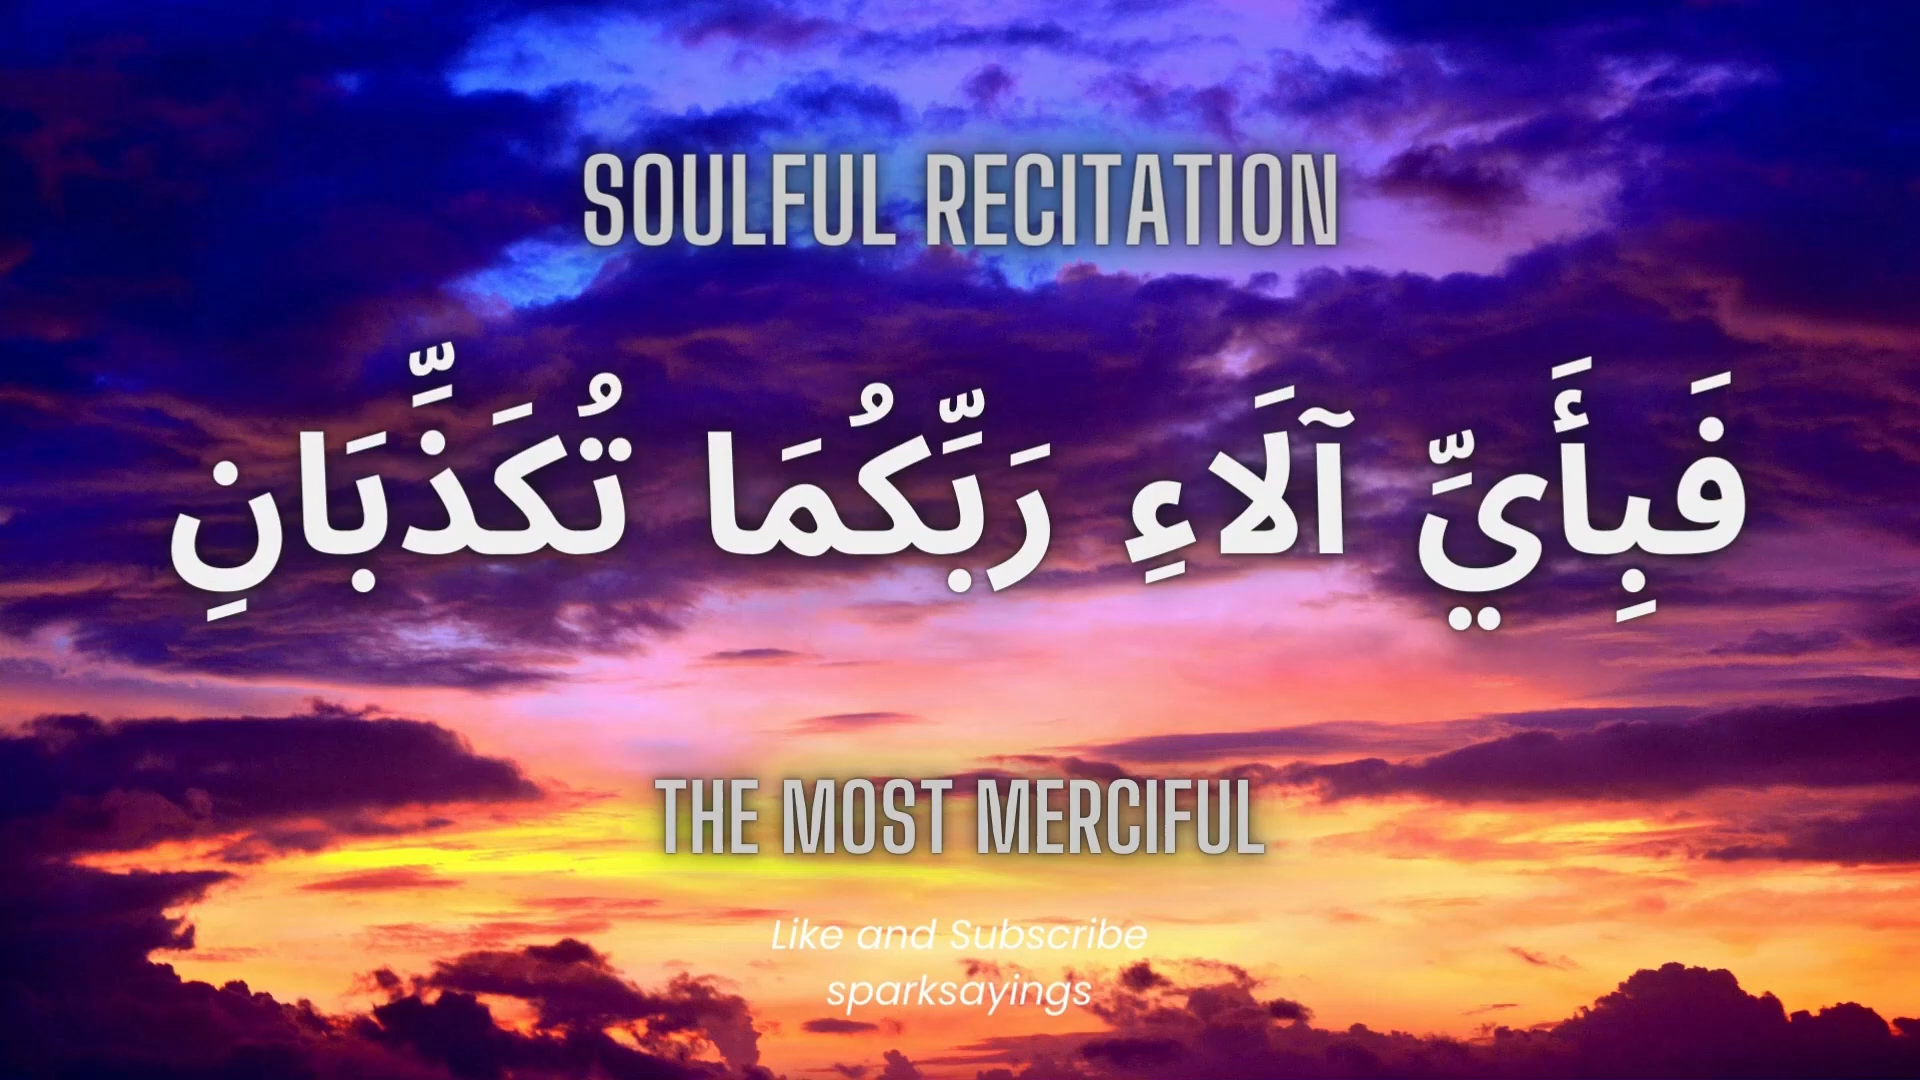 SOULFUL RECITATION
فَبِأَيِّ آلَاءِ رَبِّكُمَا تُكَذِّبَانِ
THE MOST MERCIFUL
Like and Subscribe
sparksayings